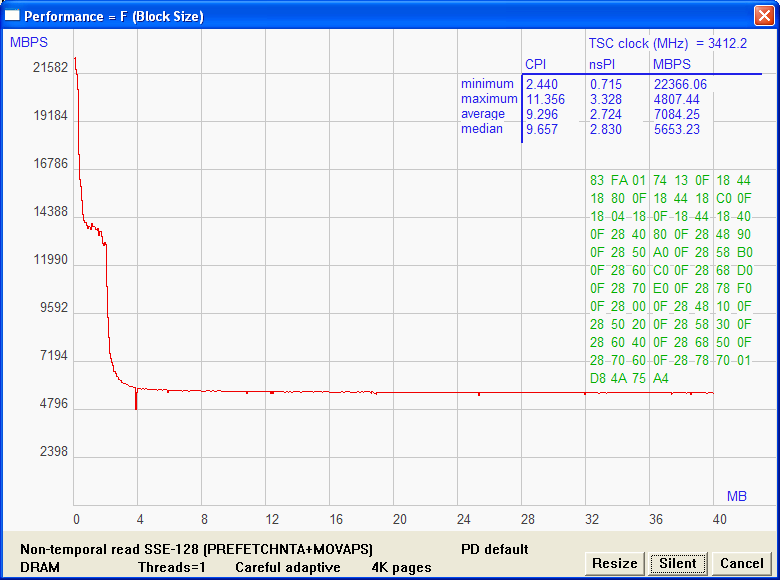 Performance = F (Block Size)
MBPS
TSC clock (MHz) = 3412.2
CPI nsPI MBPS
minimum 2.440 0.715 22366.06
maximum 11.356 3.328 4807.44
average 9.296 2.724 7084.25
median 9.657 2.830 5653.23
21582
19184
16786
14388
11990
9592
7194
4796
2398
83 FA 01 74 13 0F 18 44
18 80 0F 18 44 18 C0 0F
18 04 18 0F 18 44 18 40
0F 28 40 80 0F 28 48 90
0F 28 50 A0 0F 28 58 B0
0F 28 60 C0 0F 28 68 D0
0F 28 70 E0 0F 28 78 F0
0F 28 00 0F 28 48 10 0F
28 50 20 0F 28 58 30 0F
28 60 40 0F 28 68 50 0F
28 70 60 0F 28 78 70 01
D8 4A 75 A4
MB
0 4 8 12 16 20 24 28 32 36 40
Non-temporal read SSE-128 (PREFETCHNTA+MOVAPS) PD default
DRAM Threads=1 Careful adaptive 4K pages
Resize Silent Cancel